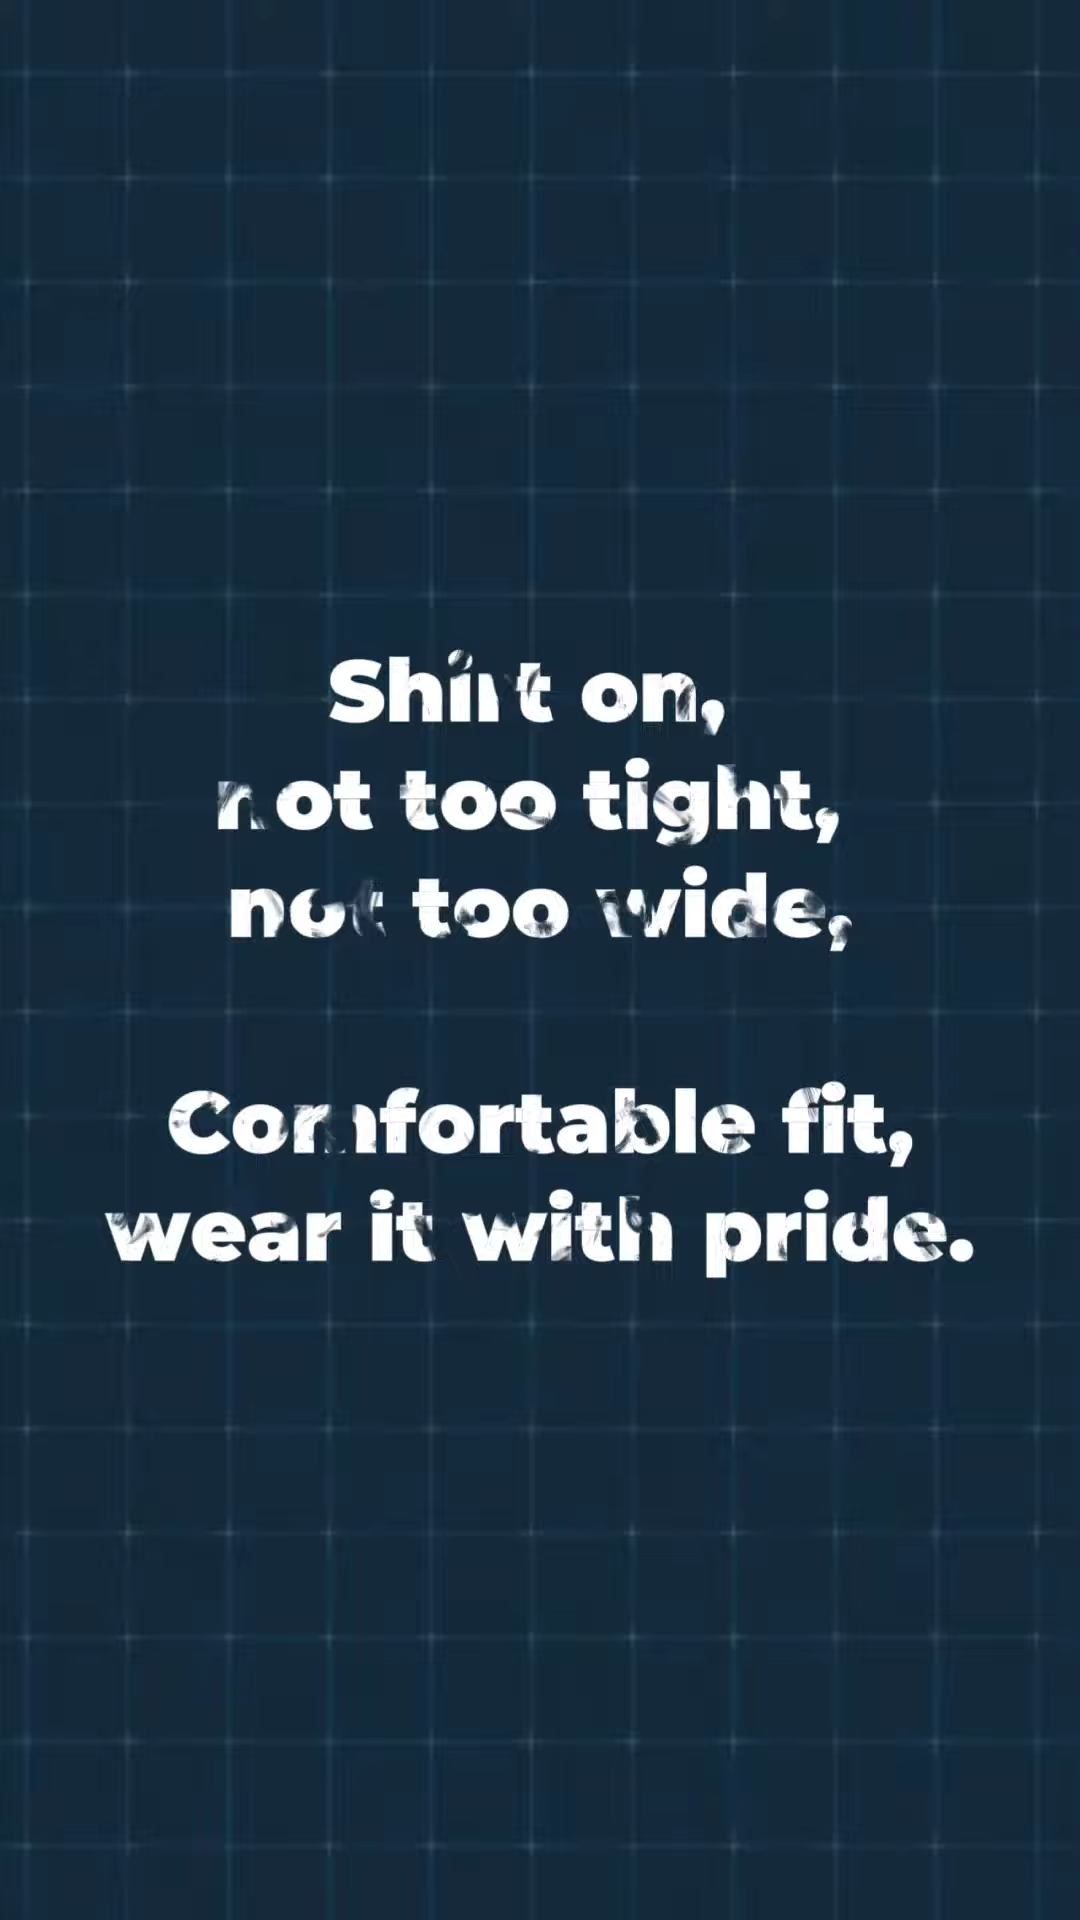 Shirt on,
not too tight,
not too wide,
Comfortable fit,
wear it with pride.